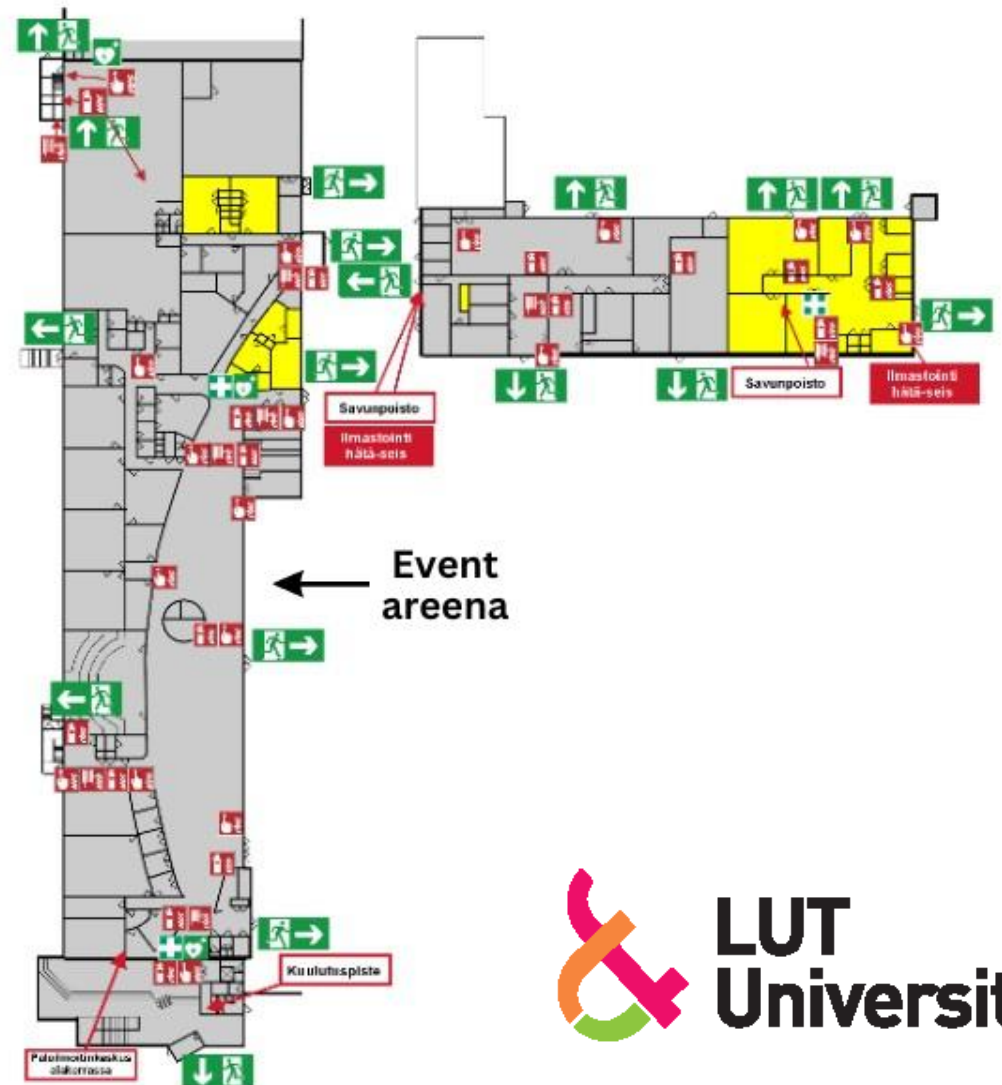 Savunpoisto
Ilmastointi
hätä-seis
Savunpoisto
Ilmastointi
hätä-seis
Event
areena
Kuulutuspiste
Paloilmoitinkeskus
alakerrassa
LUT
Universit